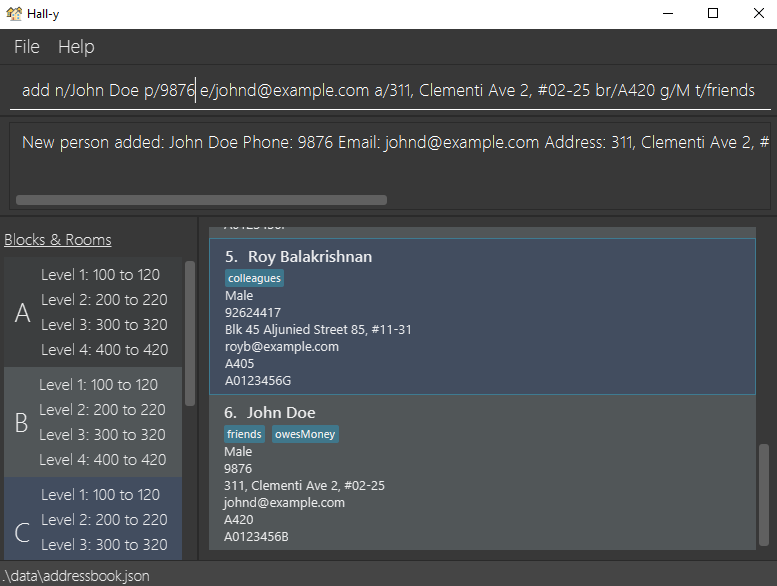 Hall-y
File Help
add n/John Doe p/9876 e/johnd@example.com a/311, Clementi Ave 2, #02-25 br/A420 g/M t/friends
New person added: John Doe Phone: 9876 Email: johnd@example.com Address: 311, Clementi Ave 2, #
Blocks & Rooms
A
Level 1: 100 to 120
Level 2: 200 to 220
Level 3: 300 to 320
Level 4: 400 to 420
B
Level 1: 100 to 120
Level 2: 200 to 220
Level 3: 300 to 320
Level 4: 400 to 420
C
Level 1: 100 to 120
Level 2: 200 to 220
Level 3: 300 to 320
5. Roy Balakrishnan
colleagues
Male
92624417
Blk 45 Aljunied Street 85, #11-31
royb@example.com
A405
A0123456G
6. John Doe
friends owesMoney
Male
9876
311, Clementi Ave 2, #02-25
johnd@example.com
A420
A0123456B
.\data\addressbook.json